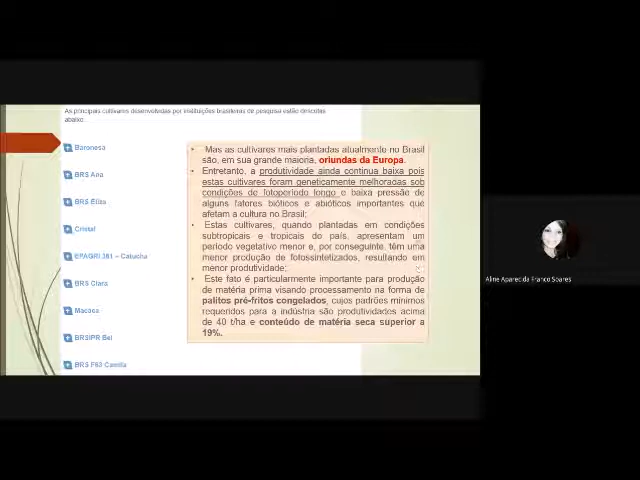 As principais cultivares desenvolvidas por instituições brasileiras de pesquisa estão descritas
abaixo:
Baronesa
BRS Ana
BRS Eliza
Cristal
EPAGRI 361 – Catucha
BRS Clara
Macaca
BRSIPR Bel
BRS F63 Camila
• Mas as cultivares mais plantadas atualmente no Brasil
são, em sua grande maioria, oriundas da Europa.
• Entretanto, a produtividade ainda continua baixa pois
estas cultivares foram geneticamente melhoradas sob
condições de fotoperíodo longo e baixa pressão de
alguns fatores bióticos e abióticos importantes que
afetam a cultura no Brasil;
• Estas cultivares, quando plantadas em condições
subtropicais e tropicais do país, apresentam um
período vegetativo menor e, por conseguinte, têm uma
menor produção de fotossintetizados, resultando em
menor produtividade;
• Este fato é particularmente importante para produção
de matéria prima visando processamento na forma de
palitos pré-fritos congelados, cujos padrões mínimos
requeridos para a indústria são produtividades acima
de 40 t/ha e conteúdo de matéria seca superior a
19%.
Aline Aparecida Franco Soares